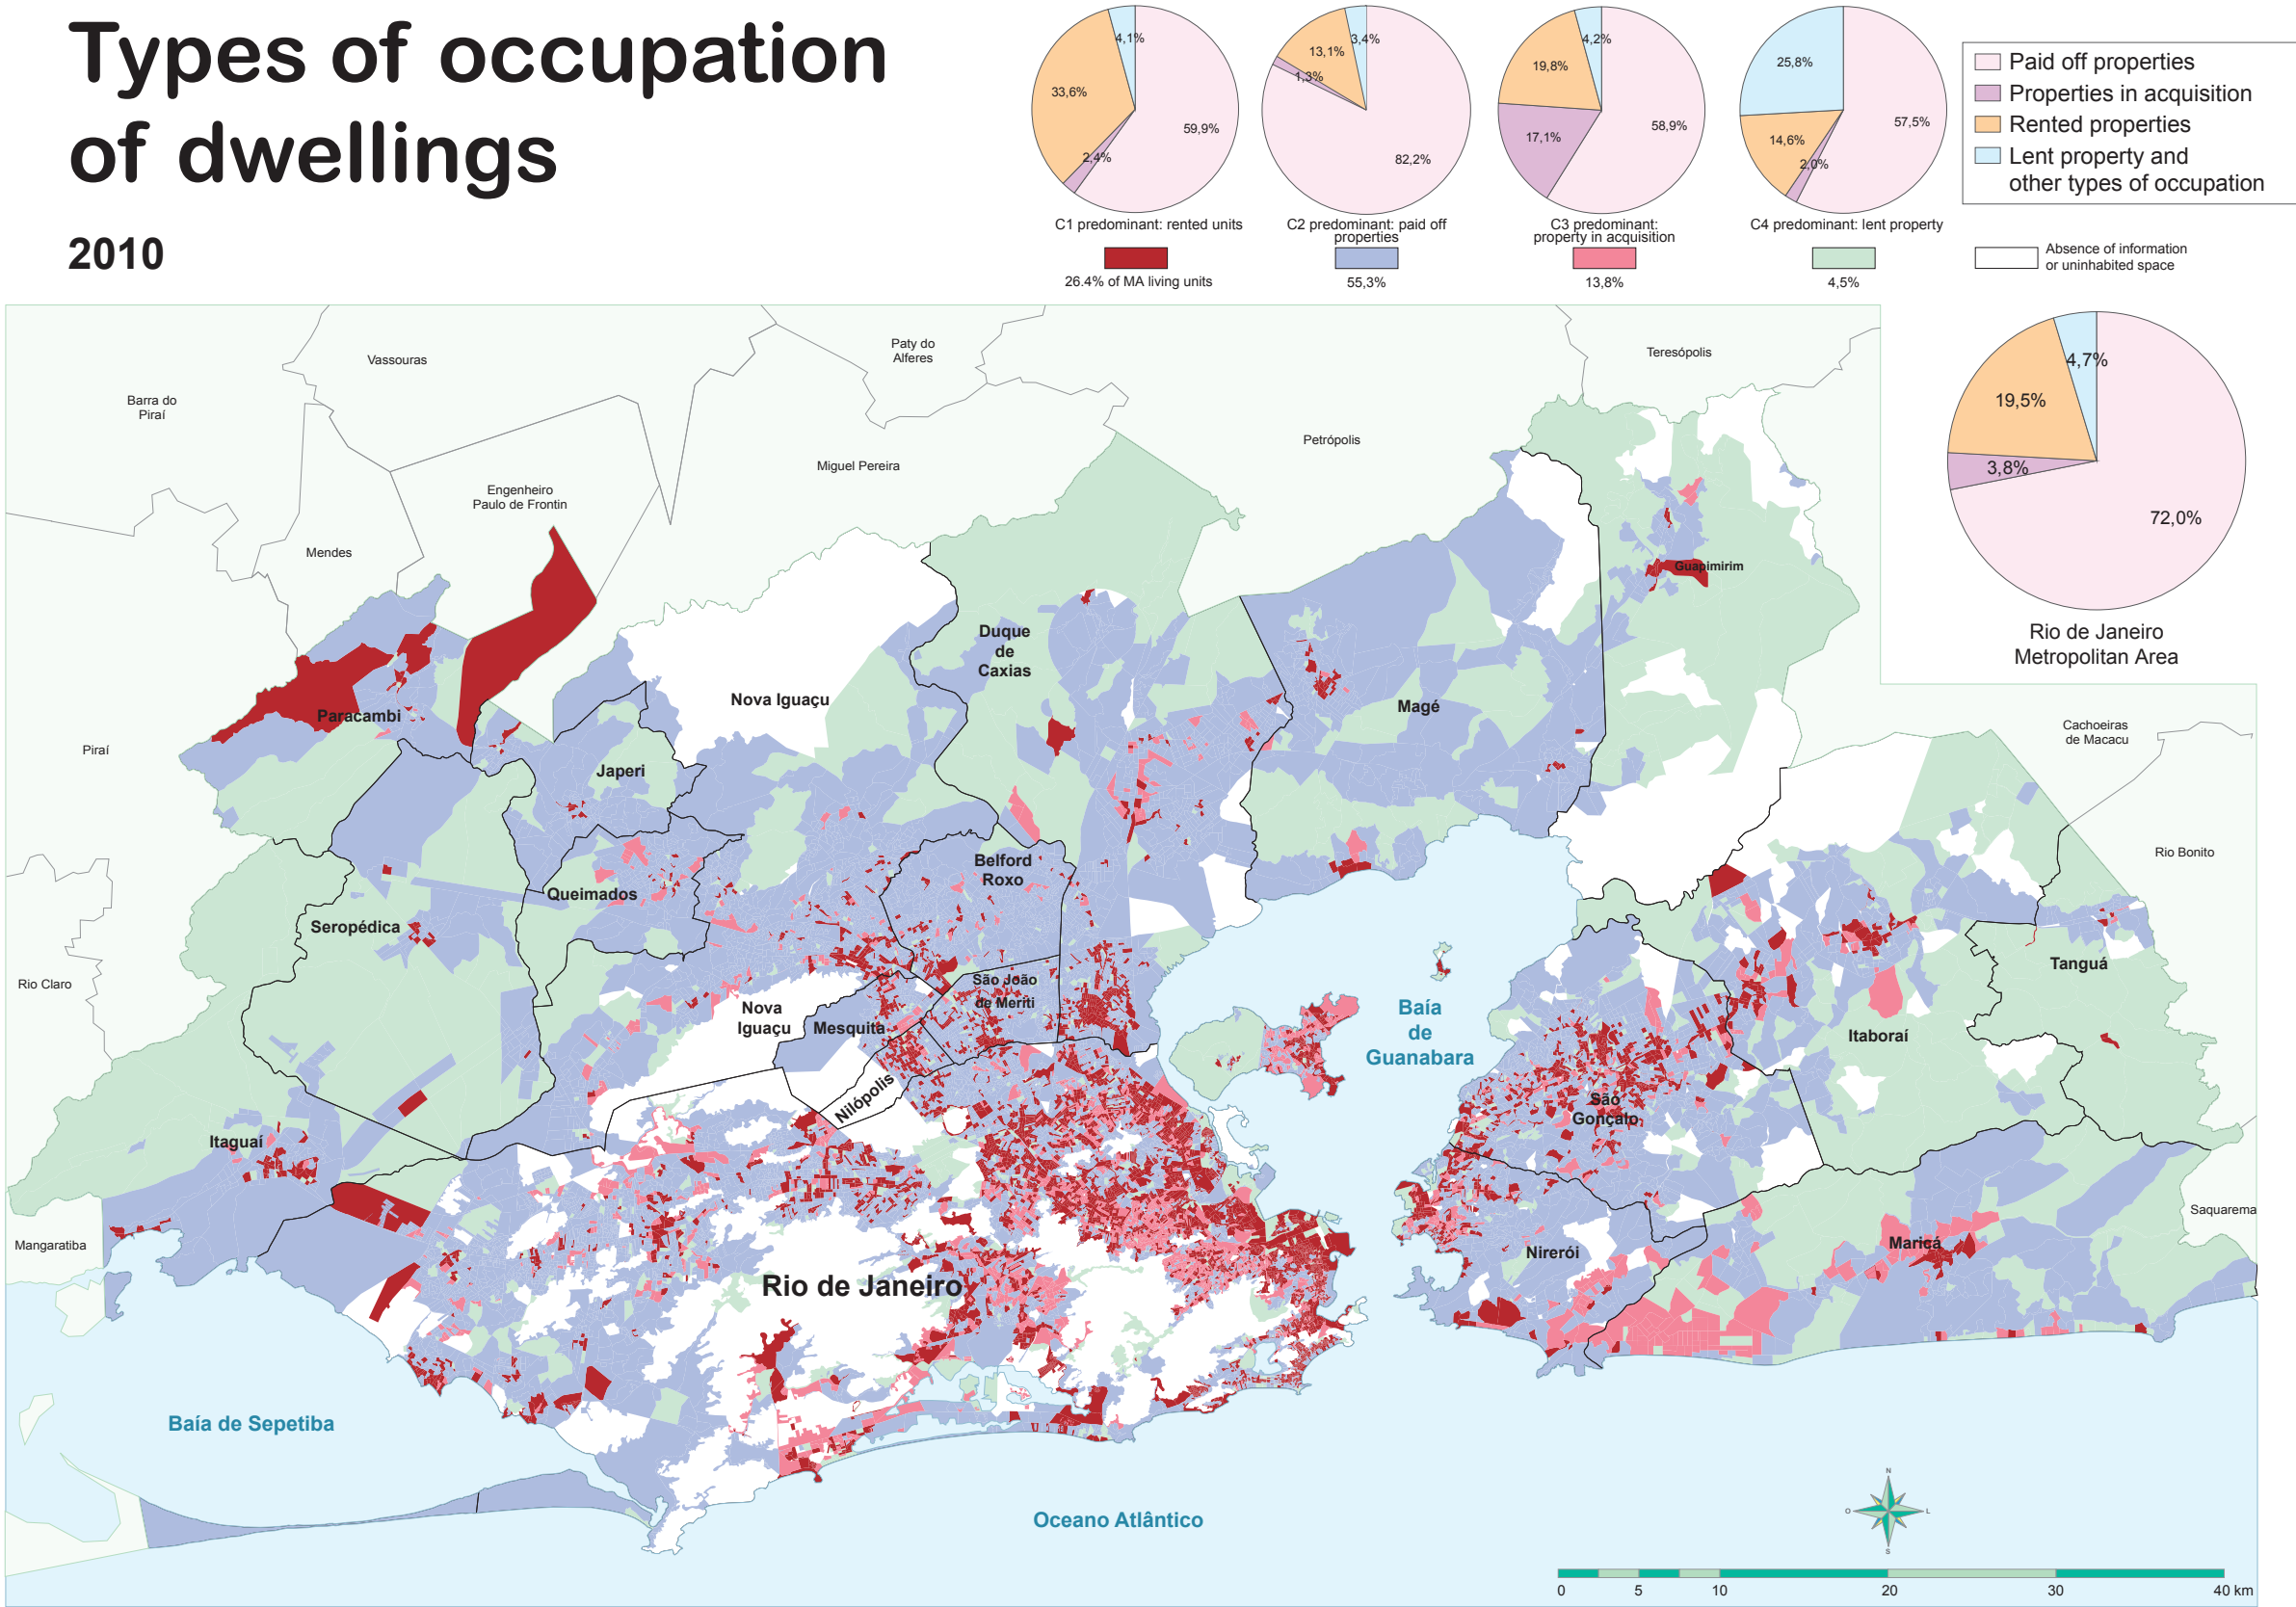 Types of occupation
of dwellings
2010
4,1%
33,6%
59,9%
2,4%
C1 predominant: rented units
26.4% of MA living units
3,4%
13,1%
1,3%
82,2%
C2 predominant: paid off
properties
55,3%
4,2%
19,8%
17,1%
58,9%
C3 predominant:
property in acquisition
13,8%
25,8%
57,5%
14,6%
2,0%
C4 predominant: lent property
4,5%
Paid off properties
Properties in acquisition
Rented properties
Lent property and
other types of occupation
Absence of information
or uninhabited space
4,7%
19,5%
3,8%
72,0%
Rio de Janeiro
Metropolitan Area
Vassouras
Paty do
Alferes
Teresópolis
Barra do
Piraí
Petrópolis
Miguel Pereira
Engenheiro
Paulo de Frontin
Mendes
Guapimirim
Duque
de
Caxias
Nova Iguaçu
Magé
Paracambi
Piraí
Cachoeiras
de Macacu
Japeri
Rio Bonito
Belford
Roxo
Queimados
Seropédica
Tanguá
Rio Claro
São João
de Meriti
Nova
Iguaçu
Mesquita
Baía
de
Guanabara
Itaboraí
Nilópolis
São
Gonçalo
Itaguaí
Saquarema
Mangaratiba
Nirerói
Maricá
Rio de Janeiro
Baía de Sepetiba
Oceano Atlântico
N
O
L
S
0
5
10
20
30
40 km